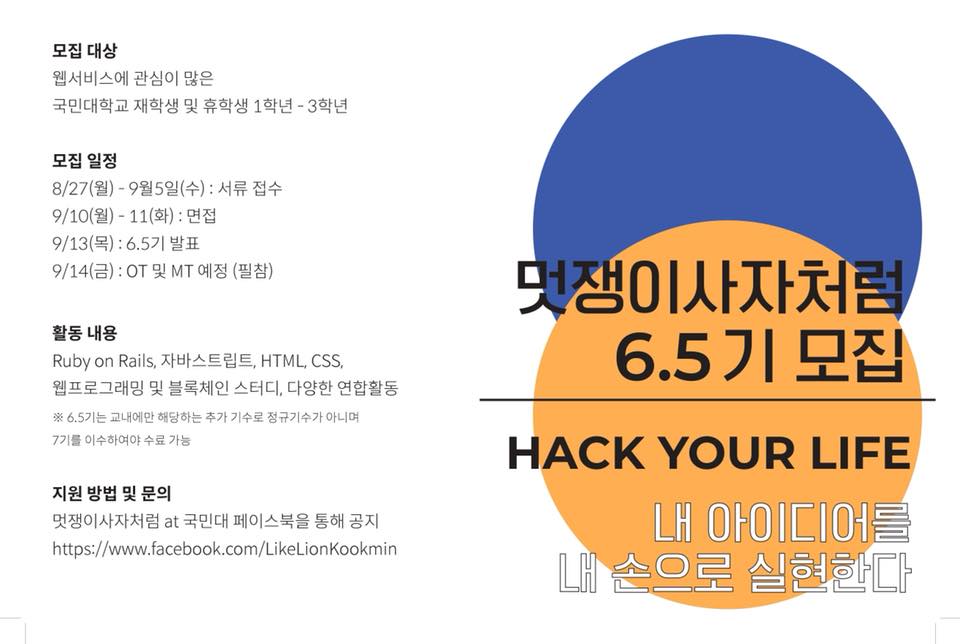 모집 대상
웹서비스에 관심이 많은
국민대학교 재학생 및 휴학생 1학년 - 3학년
모집 일정
8/27(월) - 9월5일(수) : 서류 접수
9/10(월) - 11(화) : 면접
9/13(목) : 6.5기 발표
9/14(금) : OT 및 MT 예정 (필참)
활동 내용
Ruby on Rails, 자바스트립트, HTML, CSS,
웹프로그래밍 및 블록체인 스터디, 다양한 연합활동
※ 6.5기는 교내에만 해당하는 추가 기수로 정규기수가 아니며
7기를 이수하여야 수료 가능
지원 방법 및 문의
멋쟁이사자처럼 at 국민대 페이스북을 통해 공지
https://www.facebook.com/LikeLionKookmin
멋쟁이사자처럼
6.5기 모집
HACK YOUR LIFE
내 아이디어를
내 손으로 실현한다